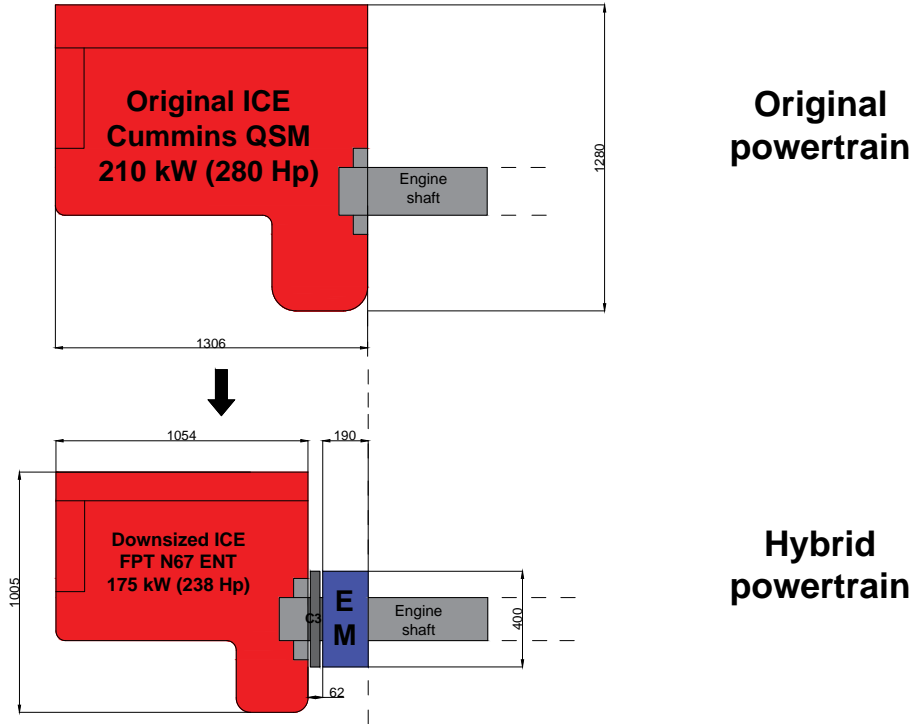 Original ICE
Cummins QSM
210 kW (280 Hp)
Engine
shaft
1280
1306
Original
powertrain
1054
190
Downsized ICE
FPT N67 ENT
175 kW (238 Hp)
1005
C3
E
M
Engine
shaft
400
62
Hybrid
powertrain